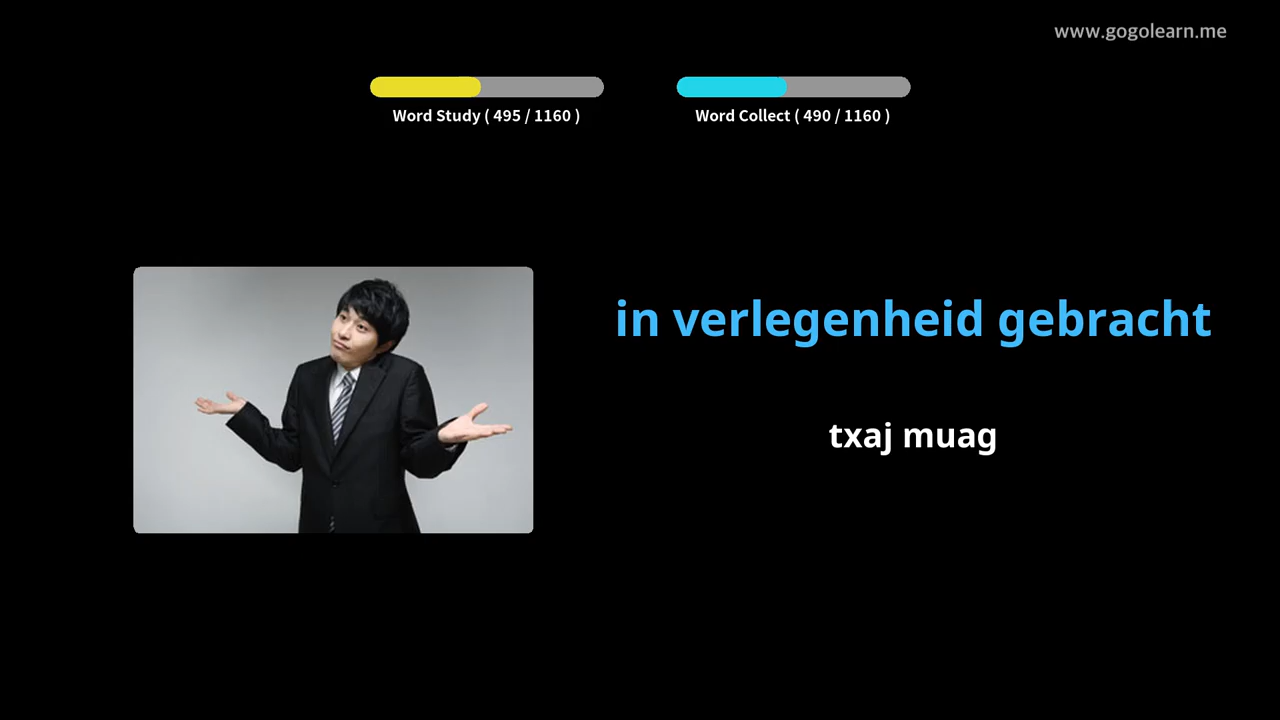 www.gogolearn.me
Word Study ( 495 / 1160 )
Word Collect ( 490 / 1160 )
in verlegenheid gebracht
txaj muag